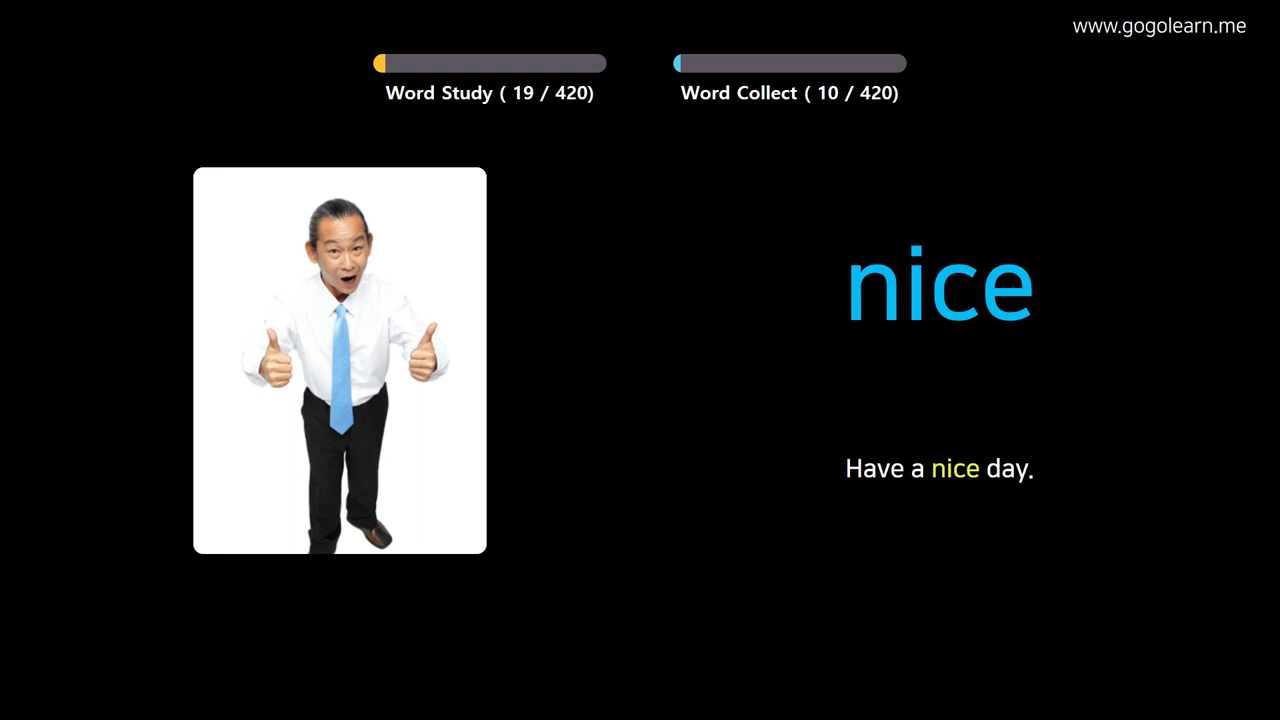 www.gogolearn.me
Word Study ( 19 / 420)
Word Collect ( 10 / 420)
nice
Have a nice day.